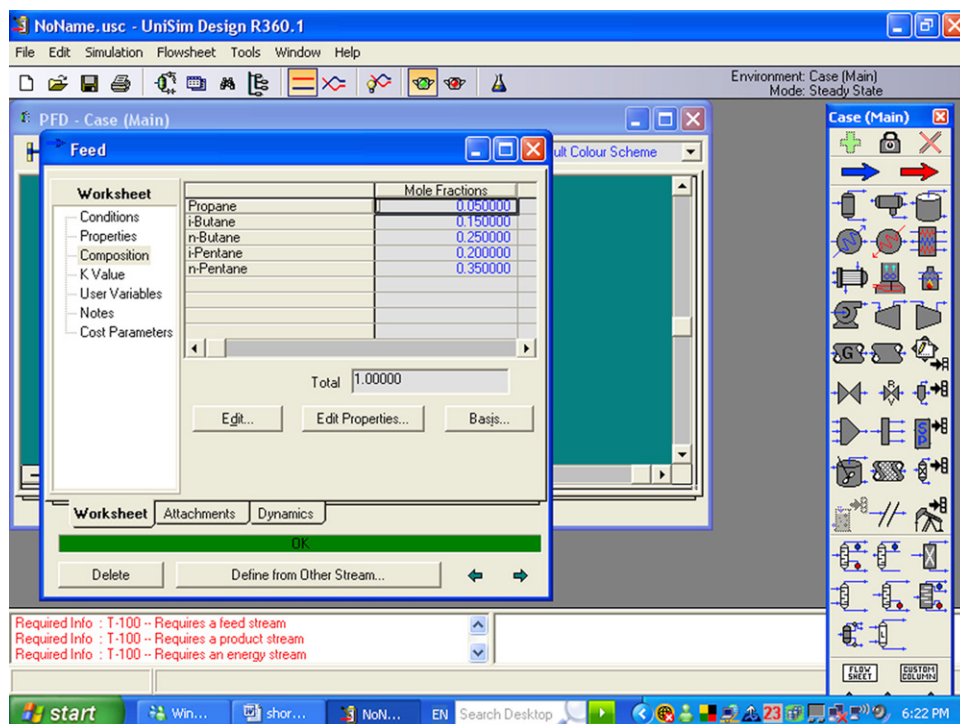 NoName.usc - UniSim Design R360.1
File Edit Simulation Flowsheet Tools Window Help
Environment: Case (Main)
Mode: Steady State
PFD - Case (Main)
Case (Main)
Feed
ult Colour Scheme
Worksheet
Conditions
Properties
Composition
K Value
User Variables
Notes
Cost Parameters
Mole Fractions
Propane 0.050000
i-Butane 0.150000
n-Butane 0.250000
i-Pentane 0.200000
n-Pentane 0.350000
Total 1.00000
Edit... Edit Properties... Basis...
Worksheet Attachments Dynamics
OK
Delete Define from Other Stream...
G
R
V
SP
FLOW
SHEET
CUSTOM
COLUMN
Required Info : T-100 -- Requires a feed stream
Required Info : T-100 -- Requires a product stream
Required Info : T-100 -- Requires an energy stream
start Win... shor... NoN... EN Search Desktop 23 6:22 PM